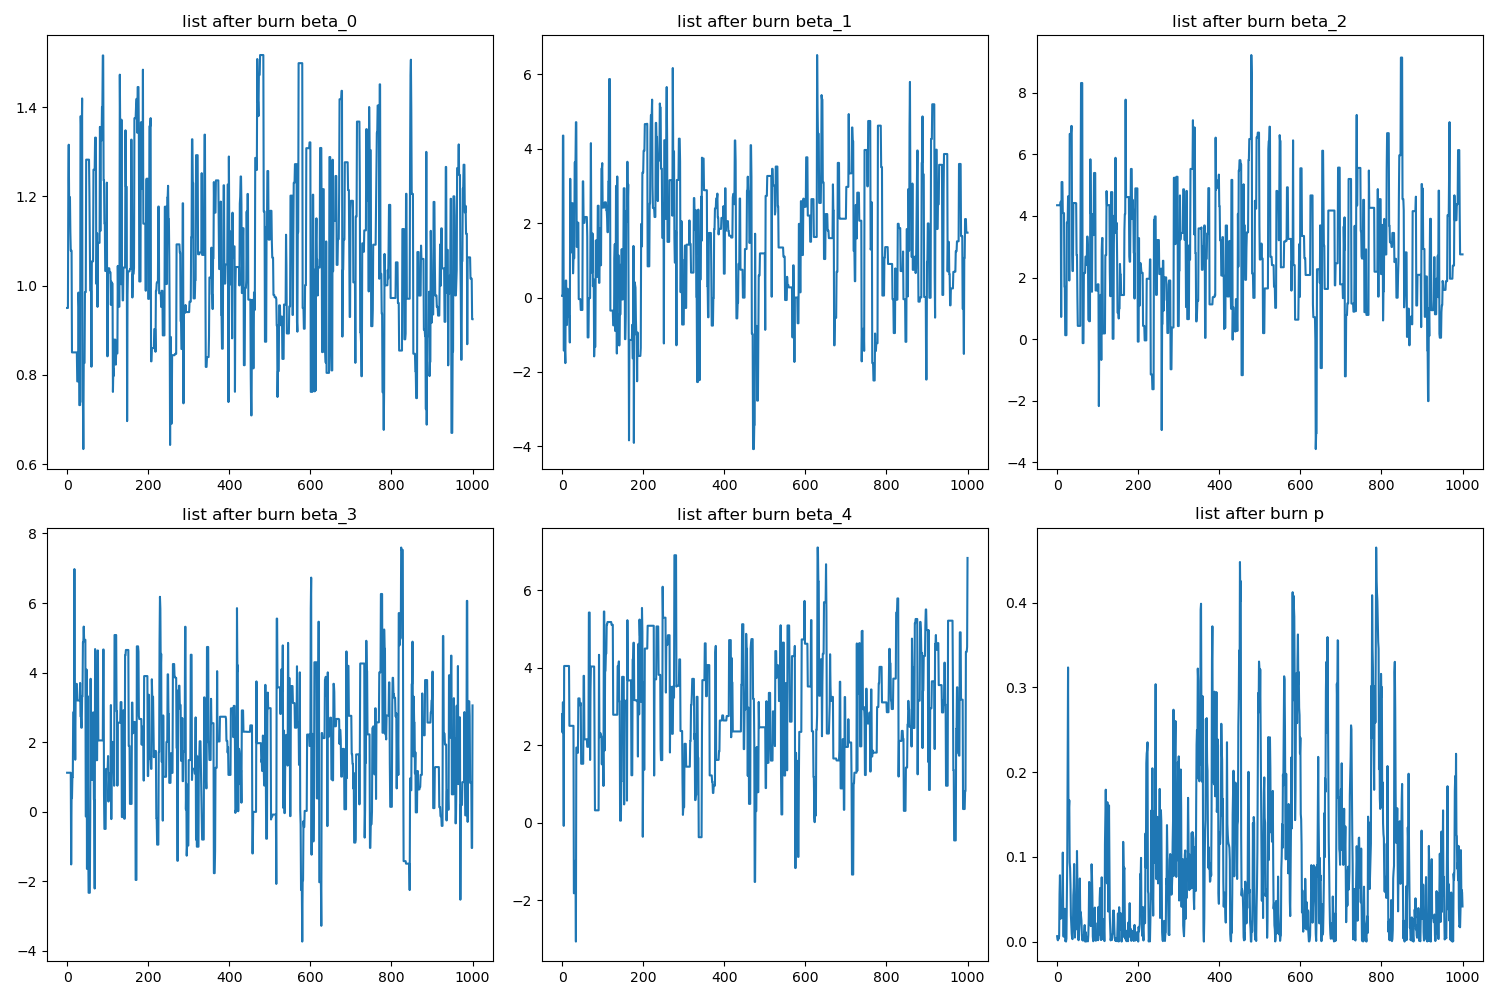 list after burn beta_0
1.4
1.2
1.0
0.8
0.6
0 200 400 600 800 1000
list after burn beta_1
6
4
2
0
−2
−4
0 200 400 600 800 1000
list after burn beta_2
8
6
4
2
0
−2
−4
0 200 400 600 800 1000
list after burn beta_3
8
6
4
2
0
−2
−4
0 200 400 600 800 1000
list after burn beta_4
6
4
2
0
−2
0 200 400 600 800 1000
list after burn p
0.4
0.3
0.2
0.1
0.0
0 200 400 600 800 1000